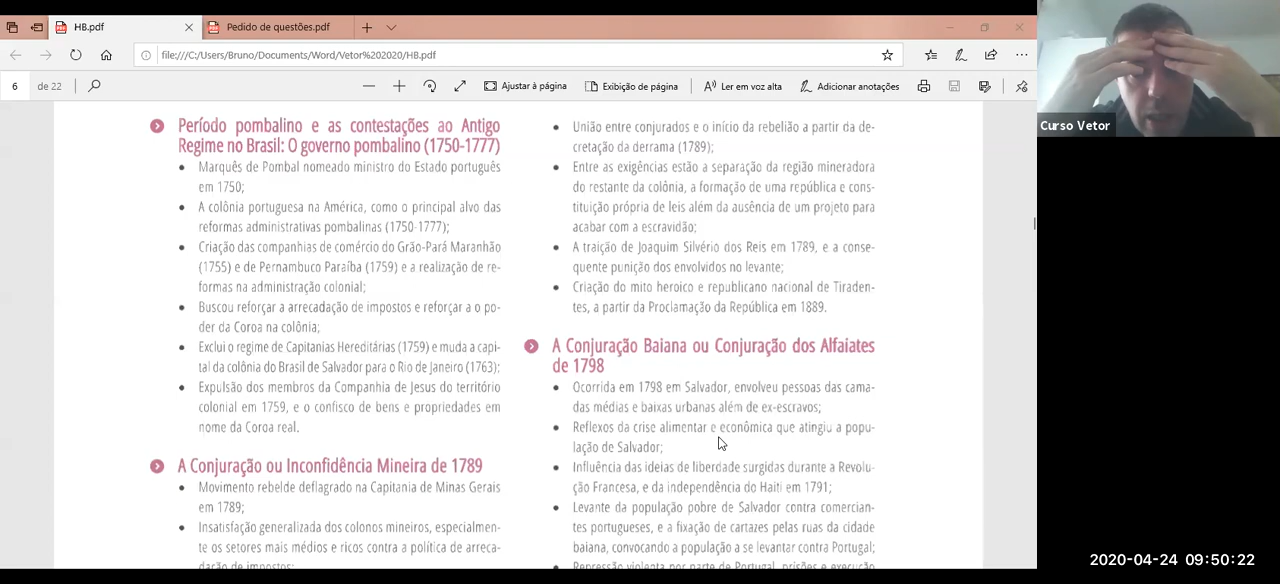 HB.pdf
Pedido de questões.pdf
file:///C:/Users/Bruno/Documents/Word/Vetor%202020/HB.pdf
6 de 22
Ajustar à página
Exibição de página
Ler em voz alta
Adicionar anotações
Curso Vetor
Período pombalino e as contestações ao Antigo
Regime no Brasil: O governo pombalino (1750-1777)
• Marquês de Pombal nomeado ministro do Estado português
em 1750;
• A colônia portuguesa na América, como o principal alvo das
reformas administrativas pombalinas (1750-1777);
• Criação das companhias de comércio do Grão-Pará Maranhão
(1755) e de Pernambuco Paraíba (1759) e a realização de re-
formas na administração colonial;
• Buscou reforçar a arrecadação de impostos e reforçar a o po-
der da Coroa na colônia;
• Exclui o regime de Capitanias Hereditárias (1759) e muda a capi-
tal da colônia do Brasil de Salvador para o Rio de Janeiro (1763);
• Expulsão dos membros da Companhia de Jesus do território
colonial em 1759, e o confisco de bens e propriedades em
nome da Coroa real.
A Conjuração ou Inconfidência Mineira de 1789
• Movimento rebelde deflagrado na Capitania de Minas Gerais
em 1789;
• Insatisfação generalizada dos colonos mineiros, especialmen-
te os setores mais médios e ricos contra a política de arreca-
dação de impostos;
• União entre conjurados e o início da rebelião a partir da de-
cretação da derrama (1789);
• Entre as exigências estão a separação da região mineradora
do restante da colônia, a formação de uma república e cons-
tituição própria de leis além da ausência de um projeto para
acabar com a escravidão;
• A traição de Joaquim Silvério dos Reis em 1789, e a conse-
quente punição dos envolvidos no levante;
• Criação do mito heroico e republicano nacional de Tiraden-
tes, a partir da Proclamação da República em 1889.
A Conjuração Baiana ou Conjuração dos Alfaiates
de 1798
• Ocorrida em 1798 em Salvador, envolveu pessoas das cama-
das médias e baixas urbanas além de ex-escravos;
• Reflexos da crise alimentar e econômica que atingiu a popu-
lação de Salvador;
• Influência das ideias de liberdade surgidas durante a Revolu-
ção Francesa, e da independência do Haiti em 1791;
• Levante da população pobre de Salvador contra comercian-
tes portugueses, e a fixação de cartazes pelas ruas da cidade
baiana, convocando a população a se levantar contra Portugal;
• Repressão violenta por parte de Portugal, prisões e execução
2020-04-24 09:50:22